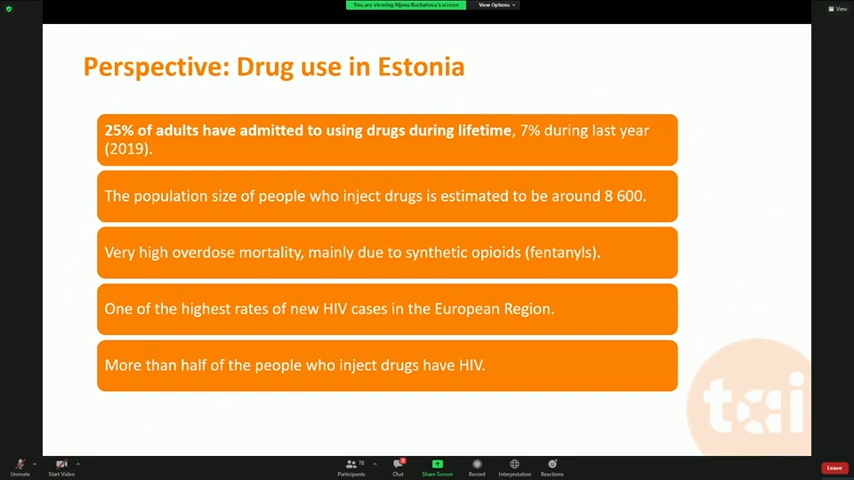 You are viewing Aljona Kurbatova's screen
View Options
View
Perspective: Drug use in Estonia
25% of adults have admitted to using drugs during lifetime, 7% during last year
(2019).
The population size of people who inject drugs is estimated to be around 8 600.
Very high overdose mortality, mainly due to synthetic opioids (fentanyls).
One of the highest rates of new HIV cases in the European Region.
More than half of the people who inject drugs have HIV.
tai
78
Unmute
Start Video
Participants
Chat
Share Screen
Record
Interpretation
Reactions
Leave